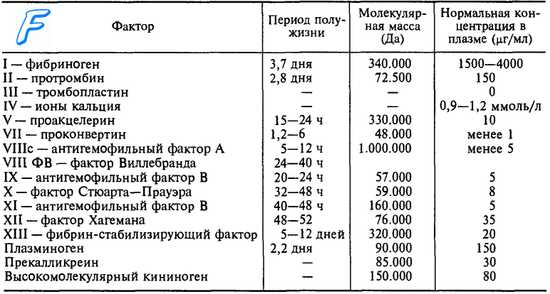 F
Фактор Период полужизни Молекулярная масса (Да) Нормальная концентрация в плазме (μг/мл)
I — фибриноген 3,7 дня 340.000 1500—4000
II — протромбин 2,8 дня 72.500 150
III — тромбопластин — — 0
IV — ионы кальция — — 0,9—1,2 ммоль/л
V — проакцелерин 15—24 ч 330.000 10
VII — проконвертин 1,2—6 48.000 менее 1
VIIIc — антигемофильный фактор А 5—12 ч 1.000.000 менее 5
VIII ФВ — фактор Виллебранда 24—40 ч
IX — антигемофильный фактор В 20—24 ч 57.000 5
X — фактор Стюарта—Прауэра 32—48 ч 59.000 8
XI — антигемофильный фактор В 40—48 ч 160.000 5
XII — фактор Хагемана 48—52 76.000 35
XIII — фибрин-стабилизирующий фактор 5—12 дней 320.000 20
Плазминоген 2,2 дня 90.000 150
Прекалликреин — 85.000 30
Высокомолекулярный кининоген — 150.000 80